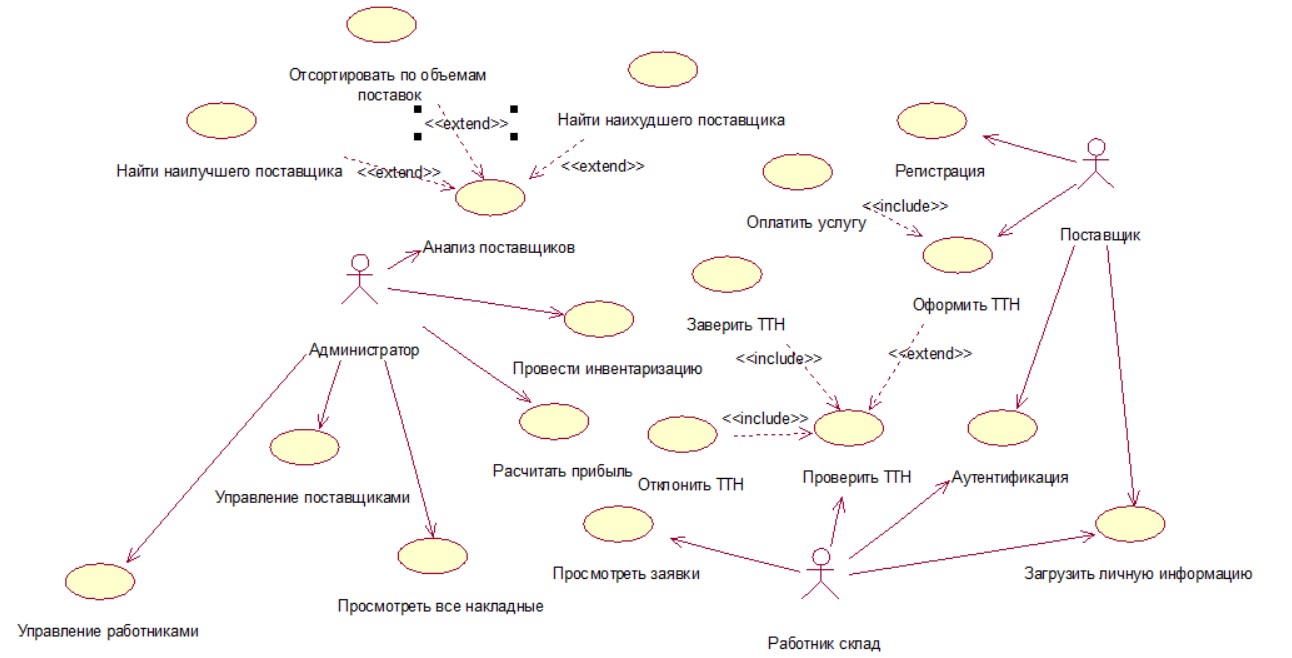 Отсортировать по объемам
поставок
<<extend>>
Найти наихудшего поставщика
<<extend>>
Найти наилучшего поставщика
<<extend>>
Регистрация
<<include>>
Оплатить услугу
Поставщик
Анализ поставщиков
Оформить ТТН
Заверить ТТН
Администратор
<<include>>
<<extend>>
Провести инвентаризацию
<<include>>
Расчитать прибыль
Отклонить ТТН
Проверить ТТН
Аутентификация
Управление поставщиками
Просмотреть заявки
Загрузить личную информацию
Просмотреть все накладные
Управление работниками
Работник склад